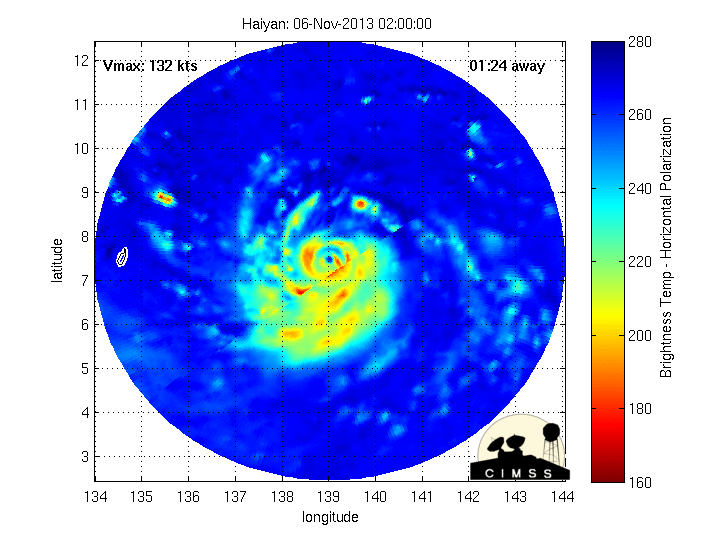 Haiyan: 06-Nov-2013 02:00:00
Vmax: 132 kts
01:24 away
12
11
10
9
8
7
6
5
4
3
latitude
134 135 136 137 138 139 140 141 142 143 144
longitude
280
260
240
220
200
180
160
Brightness Temp - Horizontal Polarization
CIMSS